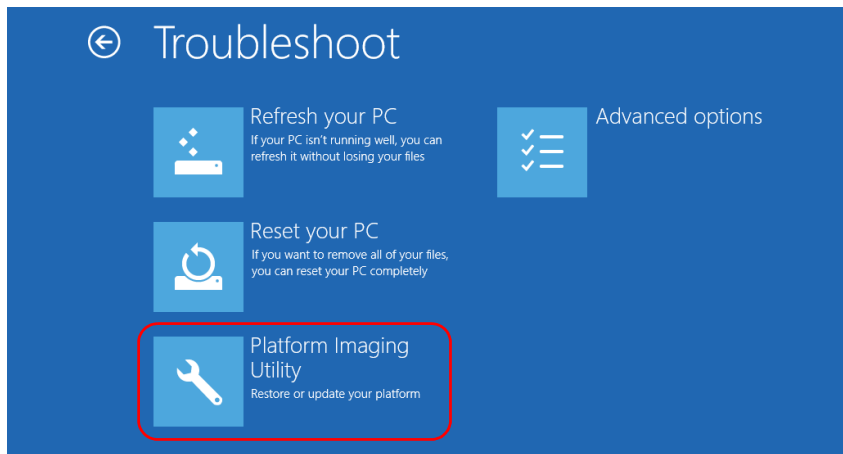 Troubleshoot
Refresh your PC
If your PC isn't running well, you can
refresh it without losing your files
Advanced options
Reset your PC
If you want to remove all of your files,
you can reset your PC completely
Platform Imaging
Utility
Restore or update your platform